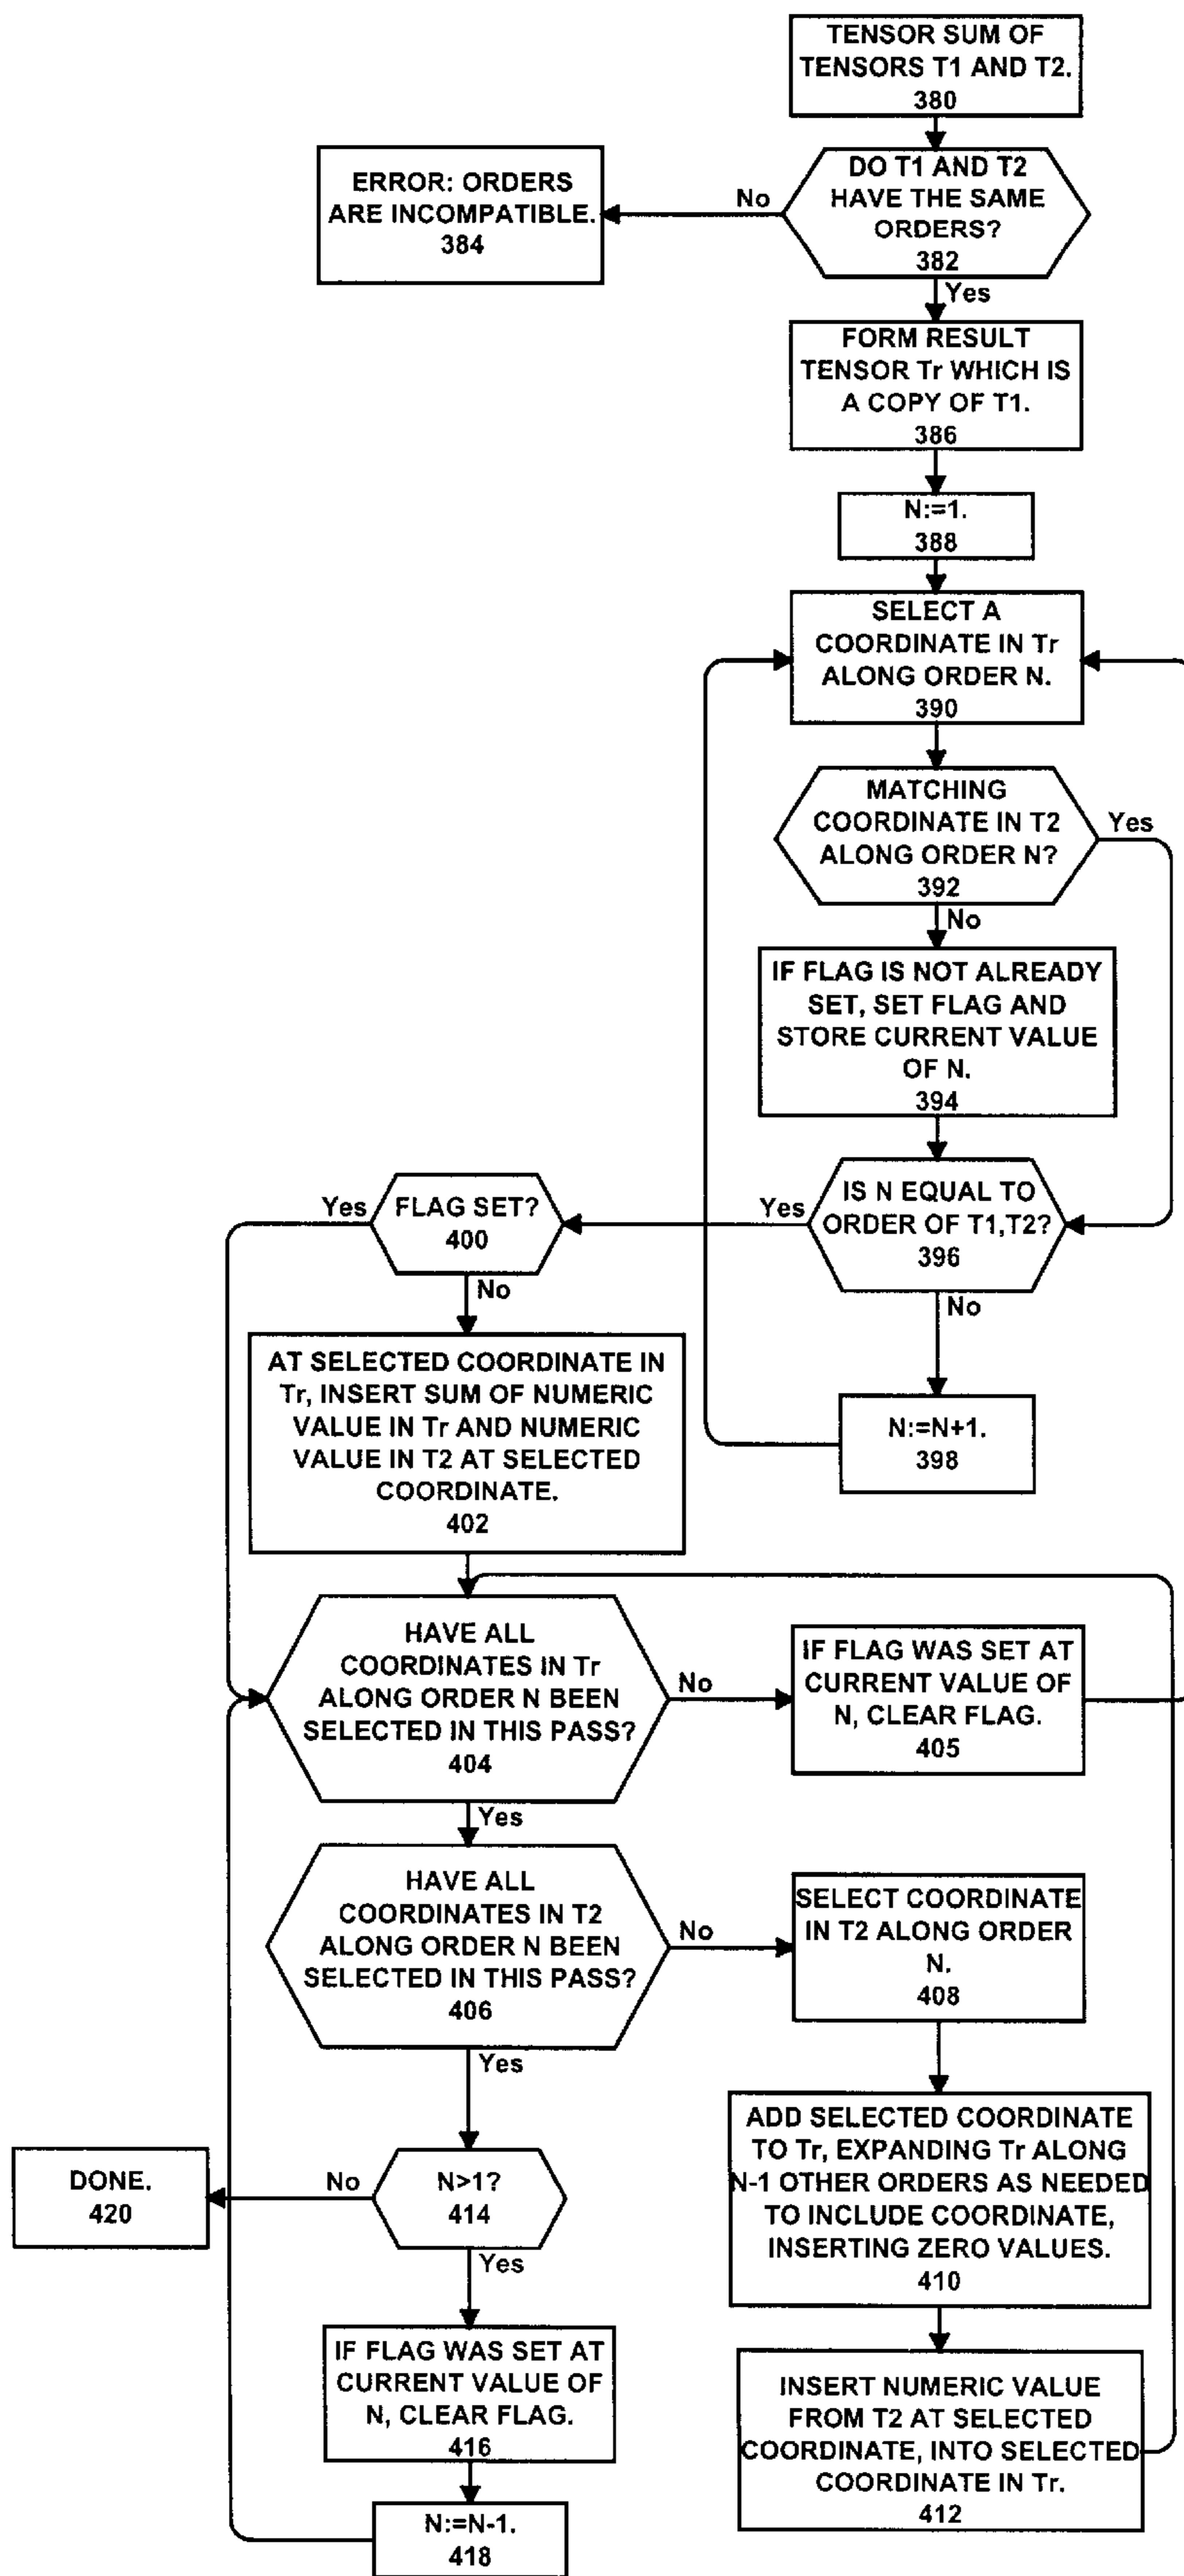 TENSOR SUM OF
TENSORS T1 AND T2.
380
DO T1 AND T2
HAVE THE SAME
ORDERS?
382
No
ERROR: ORDERS
ARE INCOMPATIBLE.
384
Yes
FORM RESULT
TENSOR Tr WHICH IS
A COPY OF T1.
386
N:=1.
388
SELECT A
COORDINATE IN Tr
ALONG ORDER N.
390
MATCHING
COORDINATE IN T2
ALONG ORDER N?
392
Yes
No
IF FLAG IS NOT ALREADY
SET, SET FLAG AND
STORE CURRENT VALUE
OF N.
394
IS N EQUAL TO
ORDER OF T1,T2?
396
Yes
No
N:=N+1.
398
FLAG SET?
400
Yes
No
AT SELECTED COORDINATE IN
Tr, INSERT SUM OF NUMERIC
VALUE IN Tr AND NUMERIC
VALUE IN T2 AT SELECTED
COORDINATE.
402
HAVE ALL
COORDINATES IN Tr
ALONG ORDER N BEEN
SELECTED IN THIS PASS?
404
No
IF FLAG WAS SET AT
CURRENT VALUE OF
N, CLEAR FLAG.
405
Yes
HAVE ALL
COORDINATES IN T2
ALONG ORDER N BEEN
SELECTED IN THIS PASS?
406
No
SELECT COORDINATE
IN T2 ALONG ORDER
N.
408
ADD SELECTED COORDINATE
TO Tr, EXPANDING Tr ALONG
N-1 OTHER ORDERS AS NEEDED
TO INCLUDE COORDINATE,
INSERTING ZERO VALUES.
410
INSERT NUMERIC VALUE
FROM T2 AT SELECTED
COORDINATE, INTO SELECTED
COORDINATE IN Tr.
412
Yes
N>1?
414
No
DONE.
420
Yes
IF FLAG WAS SET AT
CURRENT VALUE OF
N, CLEAR FLAG.
416
N:=N-1.
418